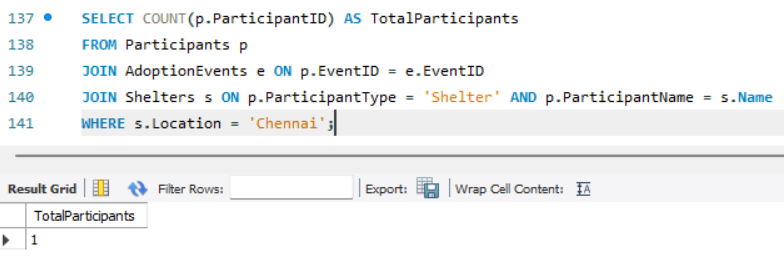 137 SELECT COUNT(p.ParticipantID) AS TotalParticipants
138 FROM Participants p
139 JOIN AdoptionEvents e ON p.EventID = e.EventID
140 JOIN Shelters s ON p.ParticipantType = 'Shelter' AND p.ParticipantName = s.Name
141 WHERE s.Location = 'Chennai';
Result Grid Filter Rows: Export: Wrap Cell Content: IA
TotalParticipants
1